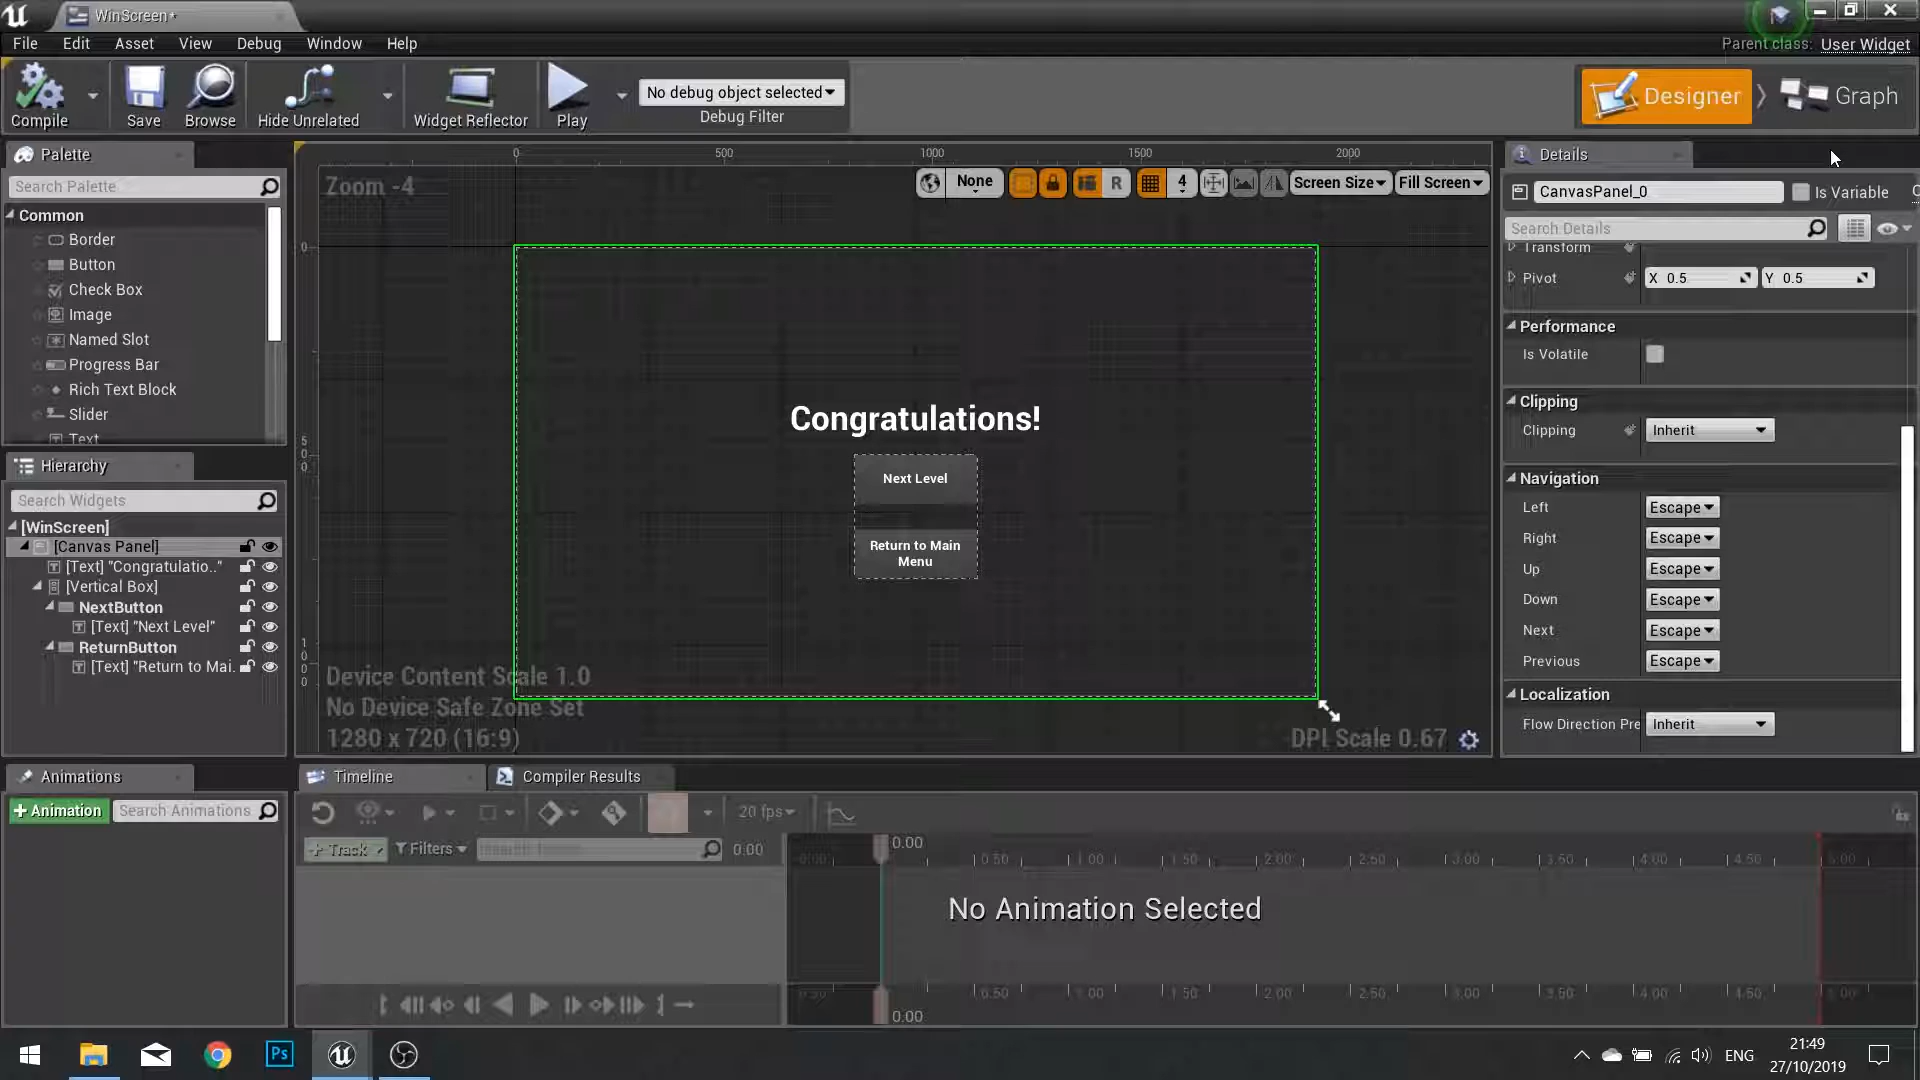 WinScreen*
File Edit Asset View Debug Window Help
Parent class: User Widget
Compile Save Browse Hide Unrelated Widget Reflector Play
No debug object selected
Debug Filter
Designer Graph
Palette
Search Palette
Common
Border
Button
Check Box
Image
Named Slot
Progress Bar
Rich Text Block
Slider
Text
Hierarchy
Search Widgets
[WinScreen]
[Canvas Panel]
[Text] "Congratulatio.."
[Vertical Box]
NextButton
[Text] "Next Level"
ReturnButton
[Text] "Return to Mai.
Animations
+ Animation
Search Animations
0 500 1000 1500 2000
Zoom -4
None R 4 Screen Size Fill Screen
Congratulations!
Next Level
Return to Main
Menu
Device Content Scale 1.0
No Device Safe Zone Set
1280 x 720 (16:9)
DPI Scale 0.67
Details
CanvasPanel_0
Is Variable
Search Details
Transform
Pivot X 0.5 Y 0.5
Performance
Is Volatile
Clipping
Clipping Inherit
Navigation
Left Escape
Right Escape
Up Escape
Down Escape
Next Escape
Previous Escape
Localization
Flow Direction Pre Inherit
Timeline Compiler Results
20 fps
+ Track Filters 0.00
0.00
0.50 1.00 1.50 2.00 2.50 3.00 3.50 4.00 4.50 5.00
No Animation Selected
0.50 1.00 1.50 2.00 2.50 3.00 3.50 4.00 4.50 5.00
0.00
Ps
ENG
21:49
27/10/2019